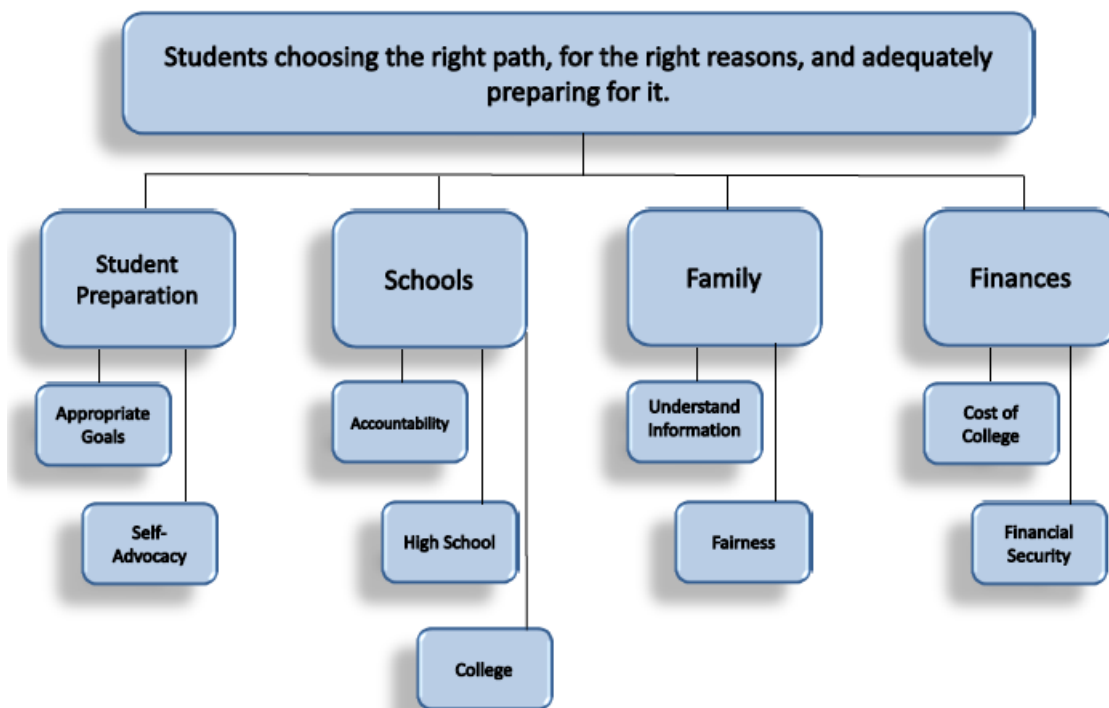 Students choosing the right path, for the right reasons, and adequately
preparing for it.
Student
Preparation
Schools
Family
Finances
Appropriate
Goals
Accountability
Understand
Information
Cost of
College
Self-
Advocacy
High School
Fairness
Financial
Security
College